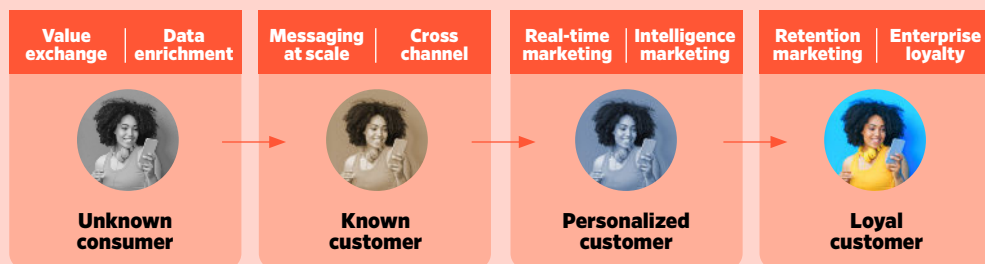 Value
exchange
Data
enrichment
Messaging
at scale
Cross
channel
Real-time
marketing
Intelligence
marketing
Retention
marketing
Enterprise
loyalty
Unknown
consumer
Known
customer
Personalized
customer
Loyal
customer